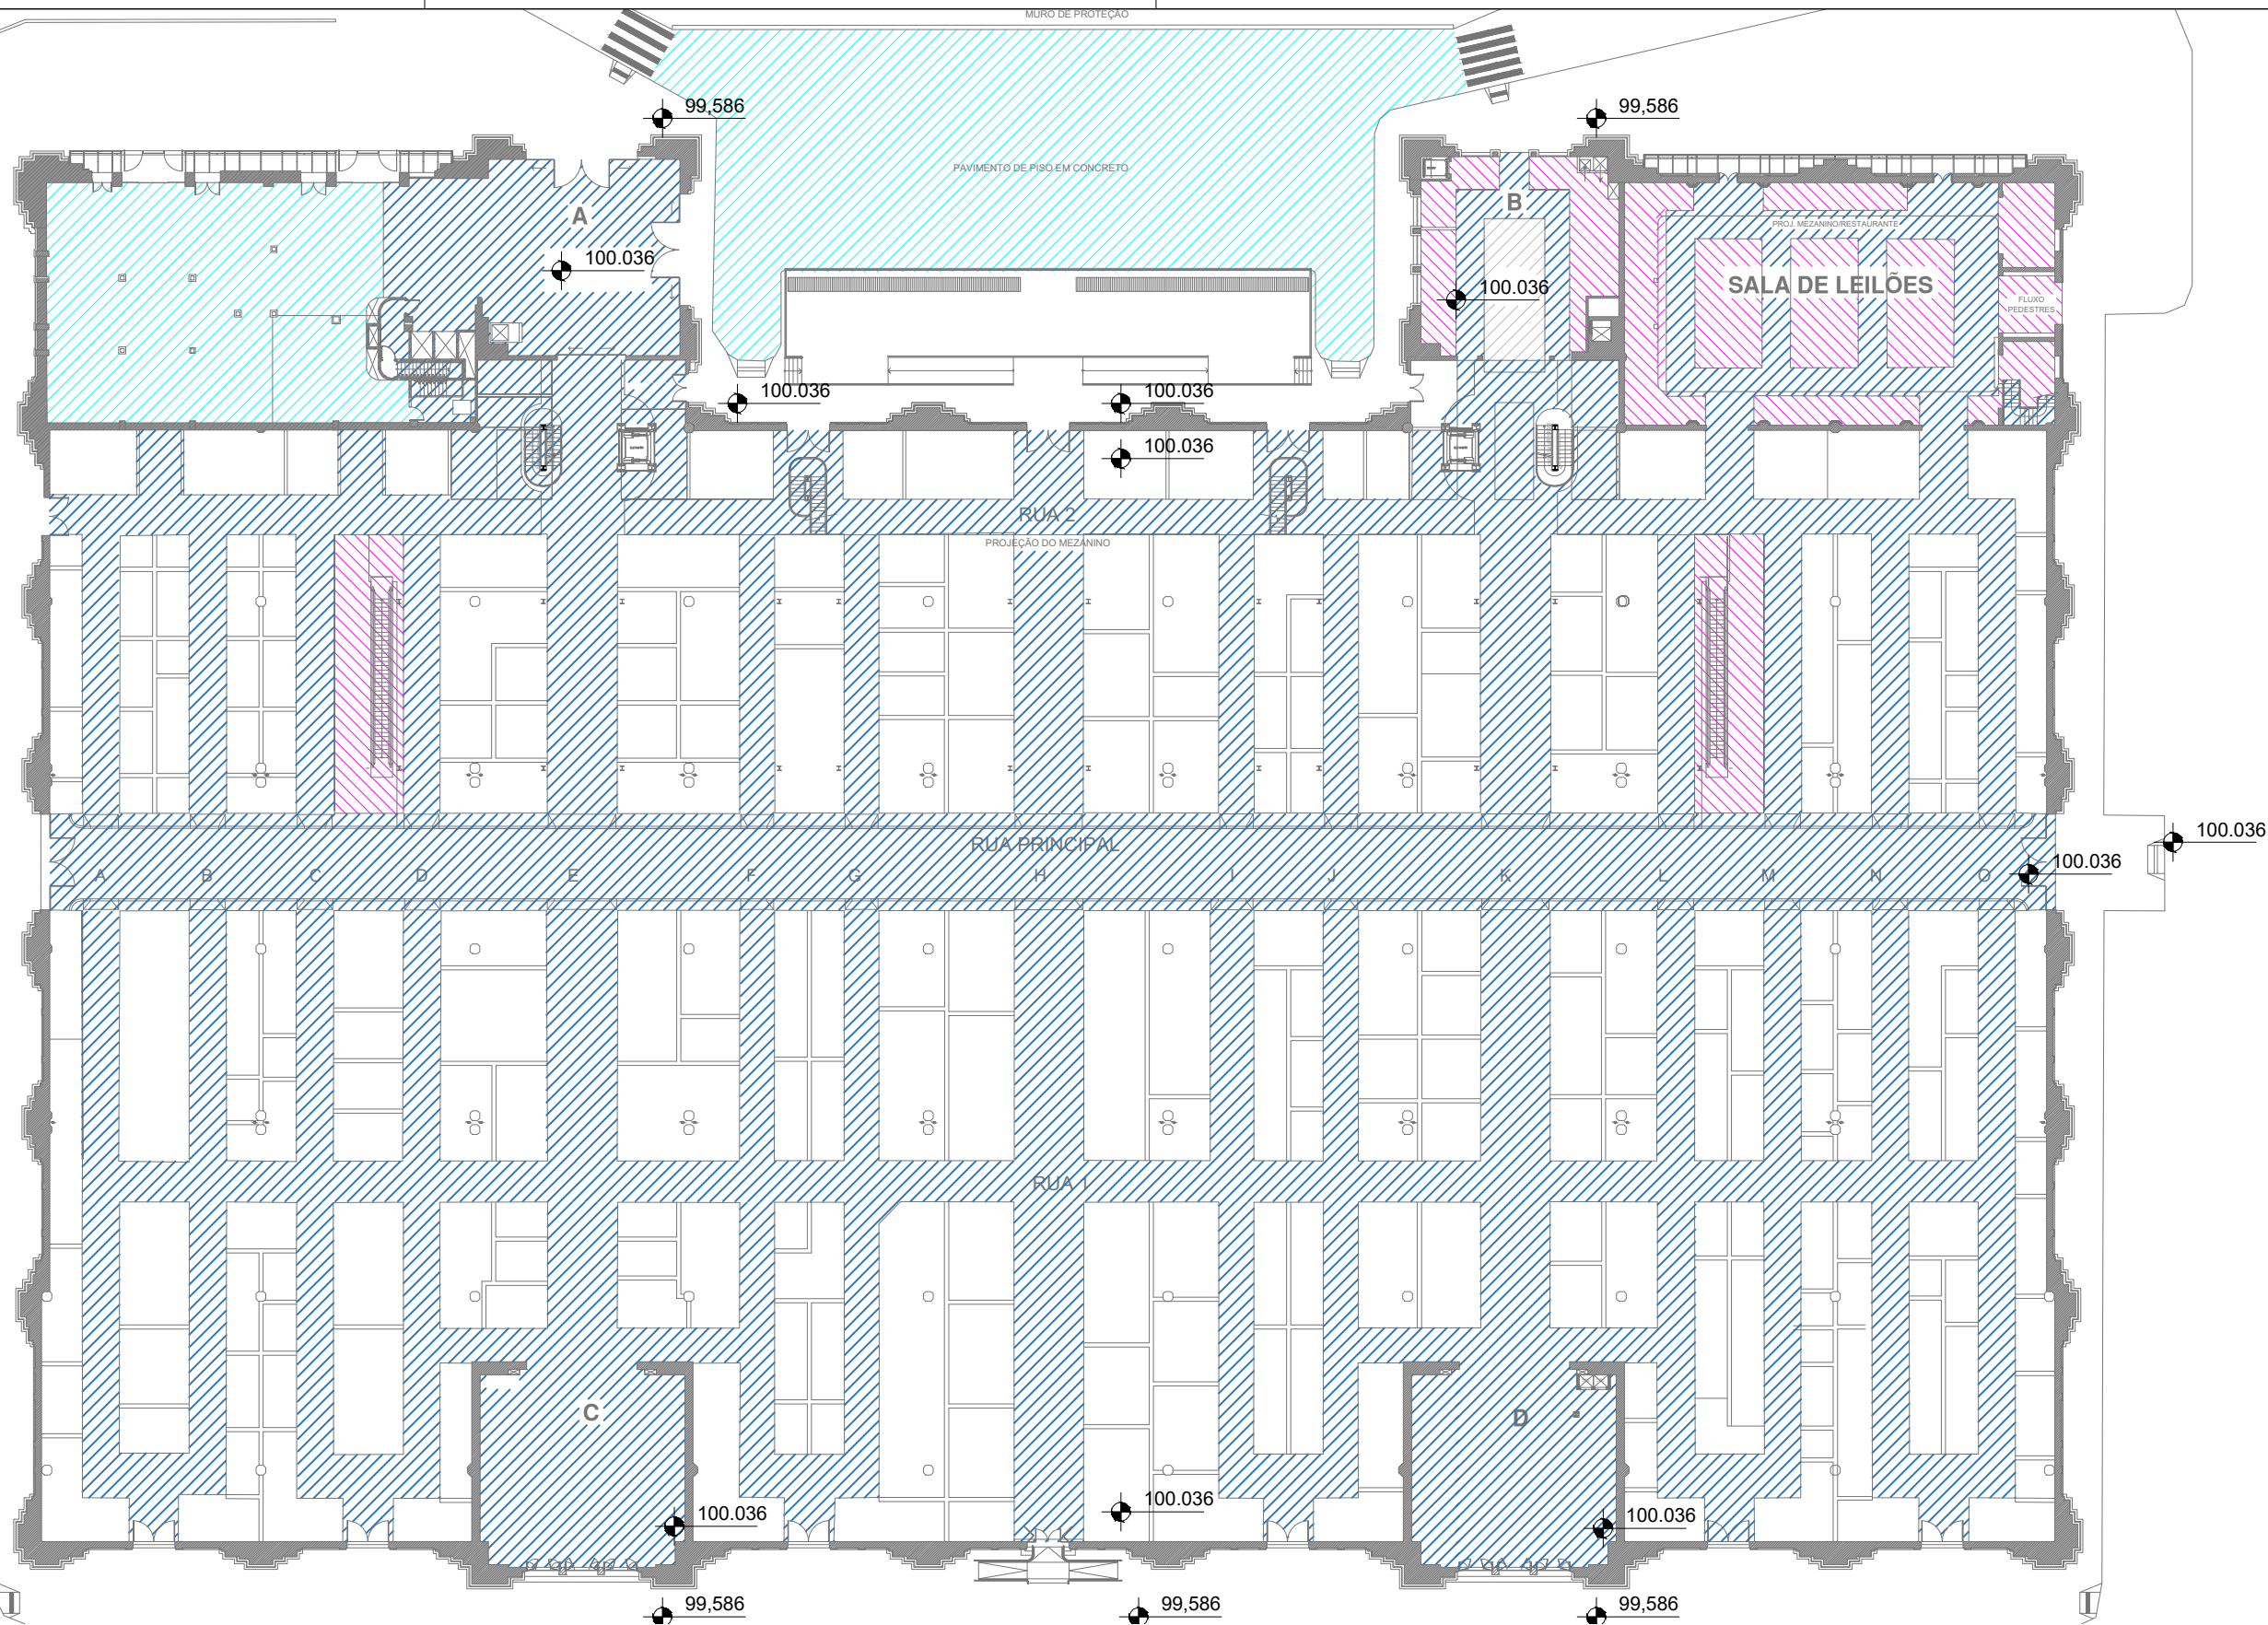 MURO DE PROTEÇÃO
99,586
99,586
PAVIMENTO DE PISO EM CONCRETO
A
B
PROJ. MEZANINO/RESTAURANTE
100.036
100.036
SALA DE LEILÕES
FLUXO
PEDESTRES
100.036
100.036
100.036
RUA 2
PROJEÇÃO DO MEZANINO
RUA PRINCIPAL
100.036
100.036
A B C D E F G H I J K L M N O
RUA 1
C
D
100.036
100.036
100.036
99,586
99,586
99,586